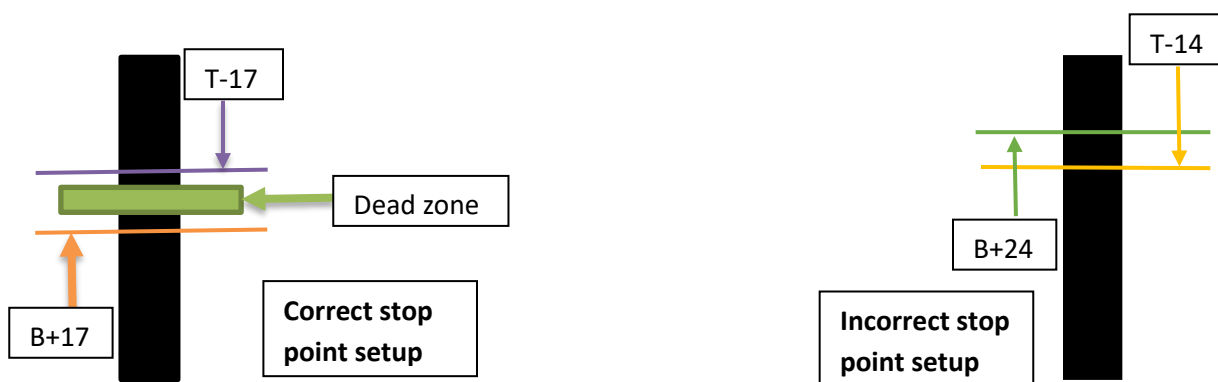 T-17
Dead zone
B+17
Correct stop
point setup
T-14
B+24
Incorrect stop
point setup